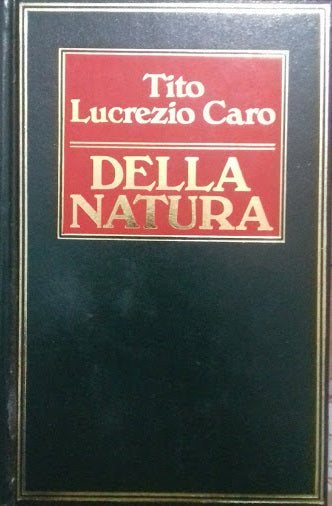 Tito
Lucrezio Caro
DELLA
NATURA